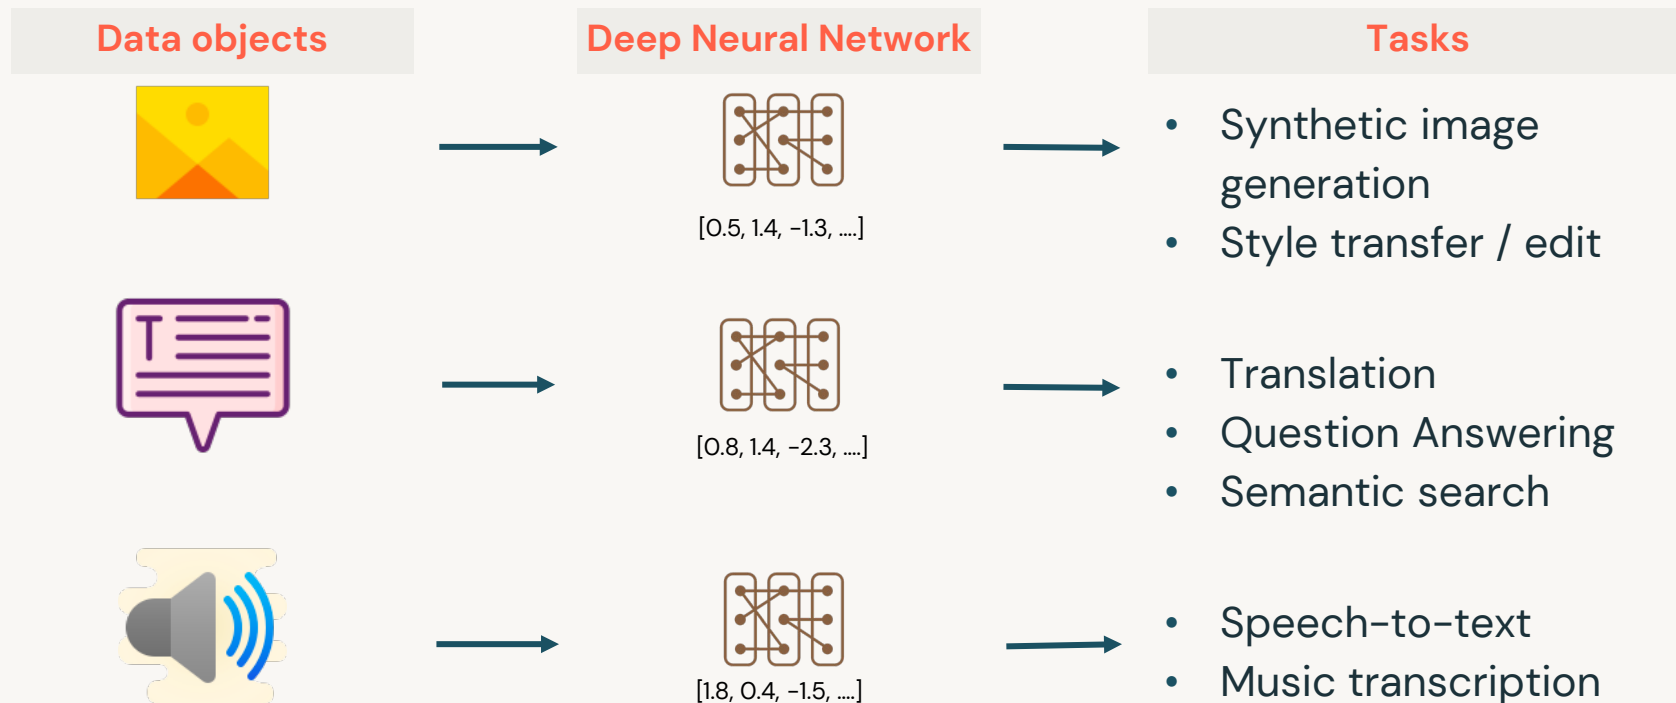 Data objects
Deep Neural Network
Tasks
[0.5, 1.4, -1.3, ....]
• Synthetic image
generation
• Style transfer / edit
T
[0.8, 1.4, -2.3, ....]
• Translation
• Question Answering
• Semantic search
[1.8, 0.4, -1.5, ....]
• Speech-to-text
• Music transcription